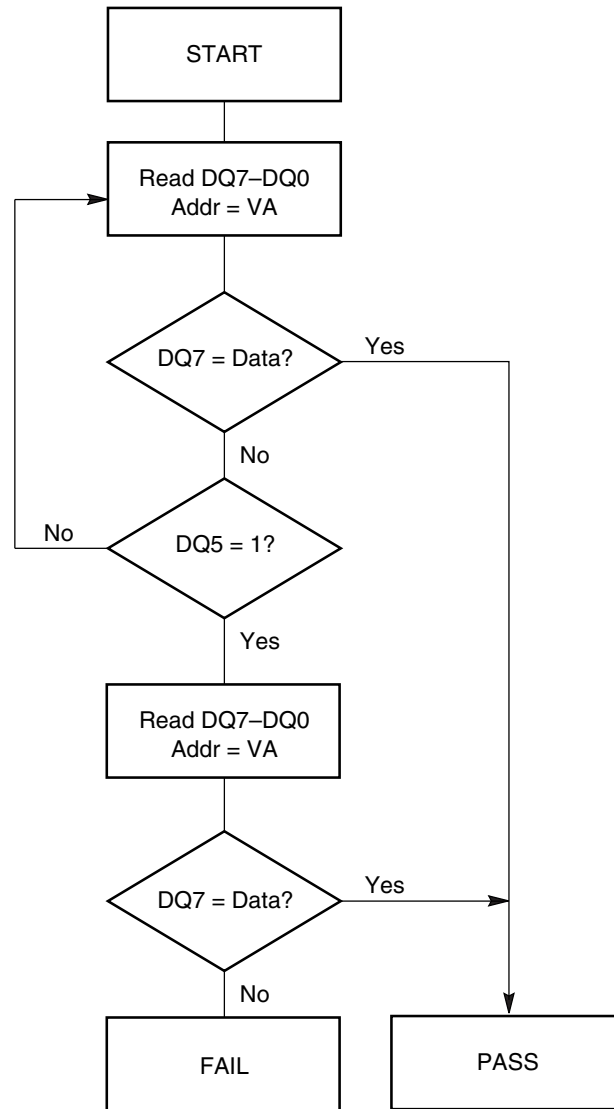 START
Read DQ7–DQ0
Addr = VA
DQ7 = Data?
Yes
No
No
DQ5 = 1?
Yes
Read DQ7–DQ0
Addr = VA
DQ7 = Data?
Yes
No
FAIL
PASS